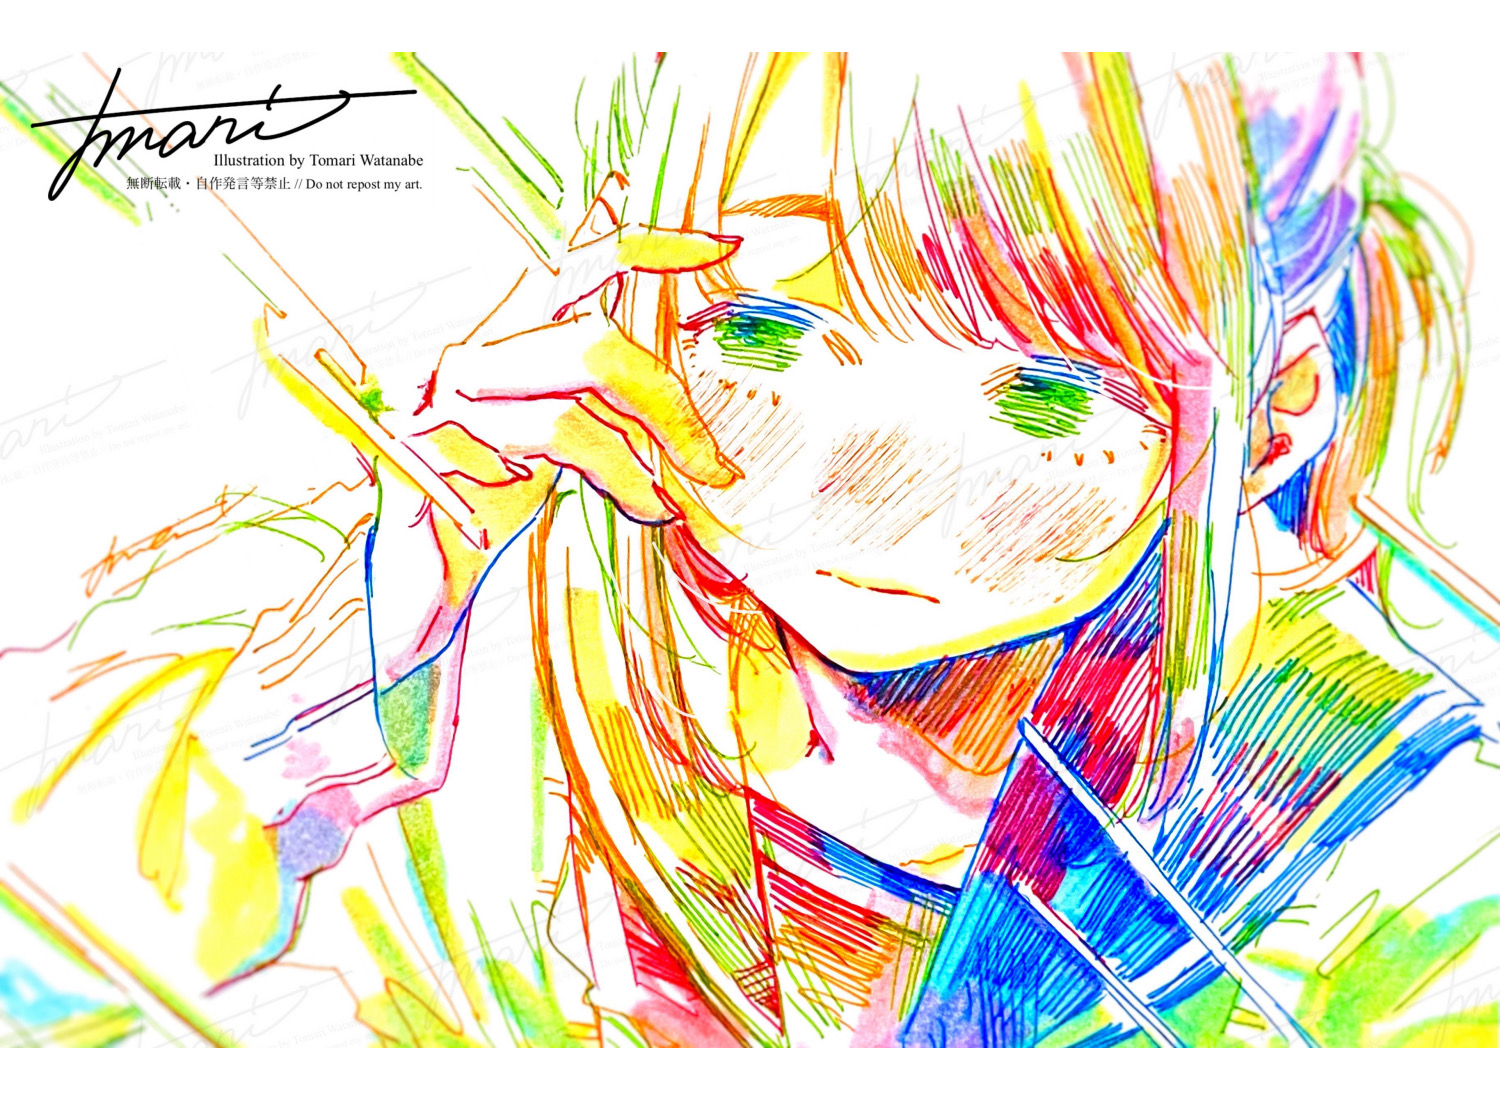 Tomari
Illustration by Tomari Watanabe
無断転載・自作発言等禁止 // Do not repost my art.